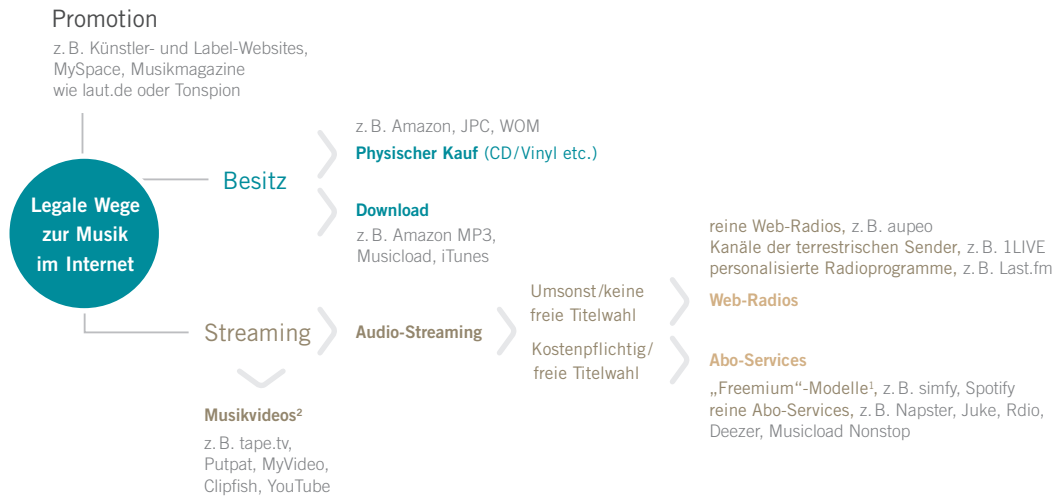 Promotion
z. B. Künstler- und Label-Websites,
MySpace, Musikmagazine
wie laut.de oder Tonspion
Legale Wege
zur Musik
im Internet
Besitz
z. B. Amazon, JPC, WOM
Physischer Kauf (CD/Vinyl etc.)
Download
z. B. Amazon MP3,
Musicload, iTunes
Streaming
Audio-Streaming
Umsonst/keine
freie Titelwahl
Kostenpflichtig/
freie Titelwahl
reine Web-Radios, z. B. aupeo
Kanäle der terrestrischen Sender, z. B. 1LIVE
personalisierte Radioprogramme, z. B. Last.fm
Web-Radios
Abo-Services
„Freemium“-Modelle¹, z. B. simfy, Spotify
reine Abo-Services, z. B. Napster, Juke, Rdio,
Deezer, Musicload Nonstop
Musikvideos²
z. B. tape.tv,
Putpat, MyVideo,
Clipfish, YouTube